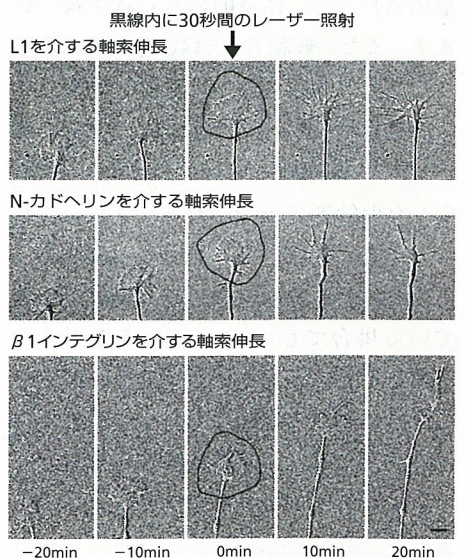 黒線内に30秒間のレーザー照射
L1を介する軸索伸長
N-カドヘリンを介する軸索伸長
β1インテグリンを介する軸索伸長
−20min −10min 0min 10min 20min